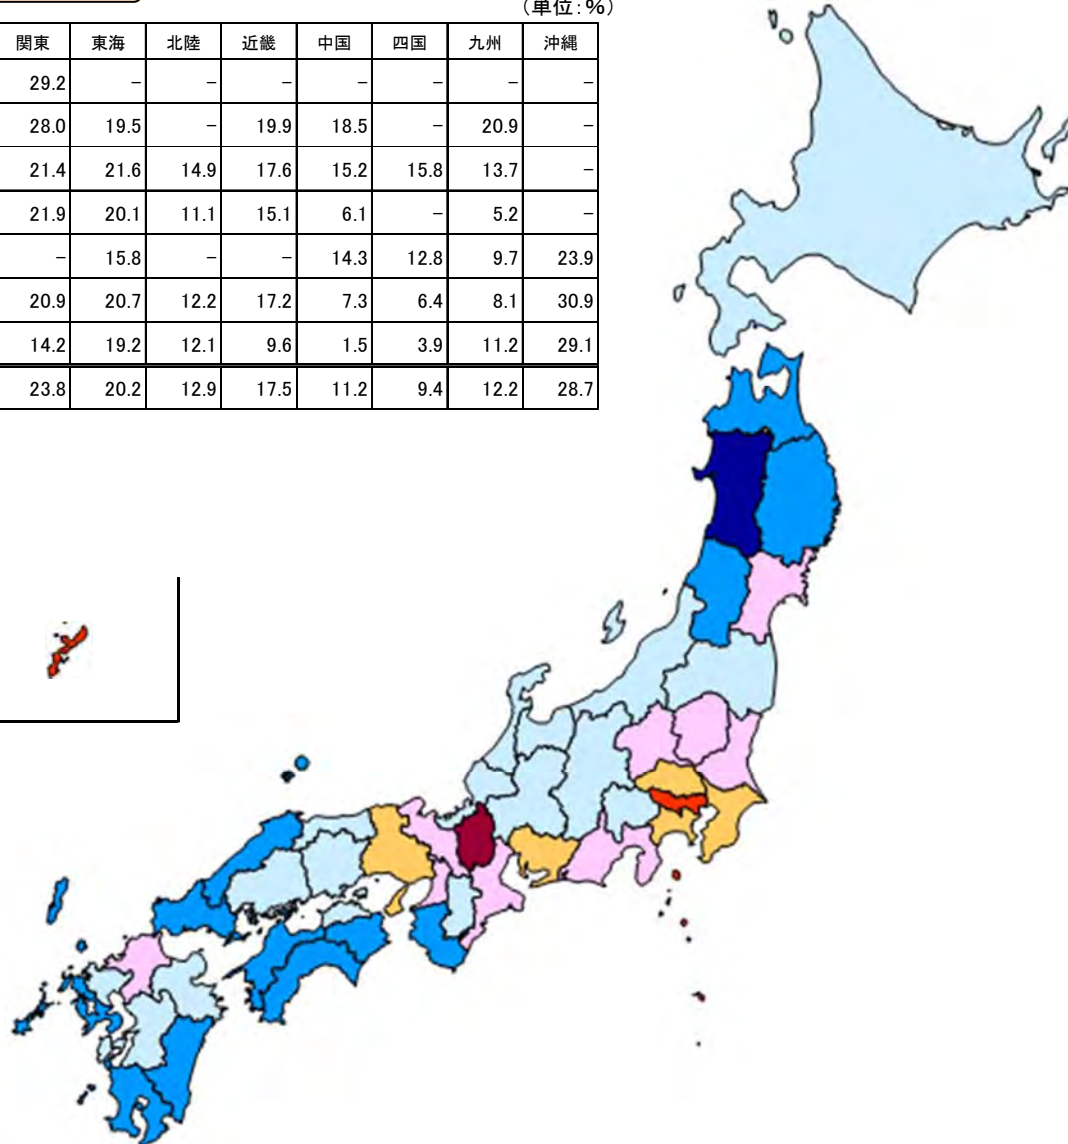 （単位：％）
関東 東海 北陸 近畿 中国 四国 九州 沖縄
29.2 － － － － － － －
28.0 19.5 － 19.9 18.5 － 20.9 －
21.4 21.6 14.9 17.6 15.2 15.8 13.7 －
21.9 20.1 11.1 15.1 6.1 － 5.2 －
－ 15.8 － － 14.3 12.8 9.7 23.9
20.9 20.7 12.2 17.2 7.3 6.4 8.1 30.9
14.2 19.2 12.1 9.6 1.5 3.9 11.2 29.1
23.8 20.2 12.9 17.5 11.2 9.4 12.2 28.7